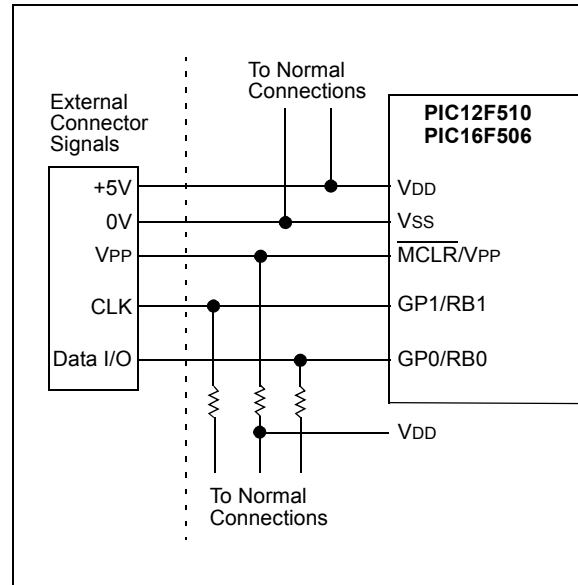 To Normal
Connections
External
Connector
Signals
PIC12F510
PIC16F506
+5V
VDD
0V
VSS
VPP
MCLR/VPP
CLK
GP1/RB1
Data I/O
GP0/RB0
VDD
To Normal
Connections